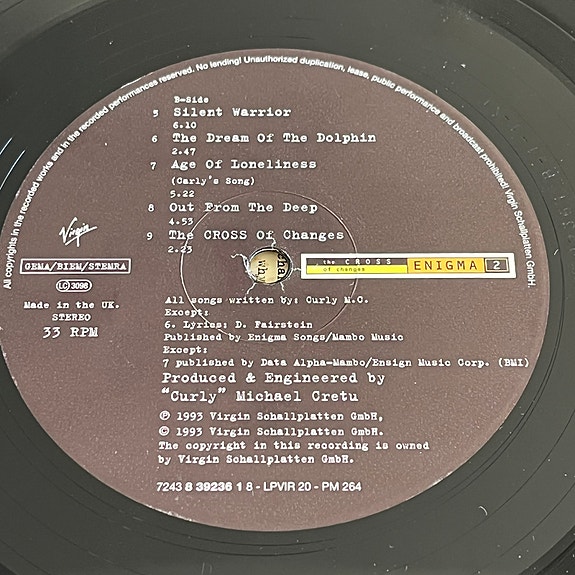 All copyrights in the recorded works and in the recorded performances reserved. No lending! Unauthorized duplication, lease, public performance and broadcast prohibited! Virgin Schallplatten GmbH.
B-Side
5 Silent Warrior
6.10
6 The Dream Of The Dolphin
2.47
7 Age Of Loneliness
(Carly's Song)
5.22
8 Out From The Deep
4.53
9 The CROSS Of Changes
2.23
Virgin
GEMA/BIEM/STEMRA
LC 3098
Made in the UK.
STEREO
33 RPM
the CROSS
of changes
ENIGMA 2
All songs written by: Curly M.C.
Except:
6. Lyrics: D. Fairstein
Published by Enigma Songs/Mambo Music
Except:
7 published by Data Alpha-Mambo/Ensign Music Corp. (BMI)
Produced & Engineered by
"Curly" Michael Cretu
℗ 1993 Virgin Schallplatten GmbH,
© 1993 Virgin Schallplatten GmbH.
The copyright in this recording is owned
by Virgin Schallplatten GmbH.
7243 8 39236 1 8 - LPVIR 20 - PM 264